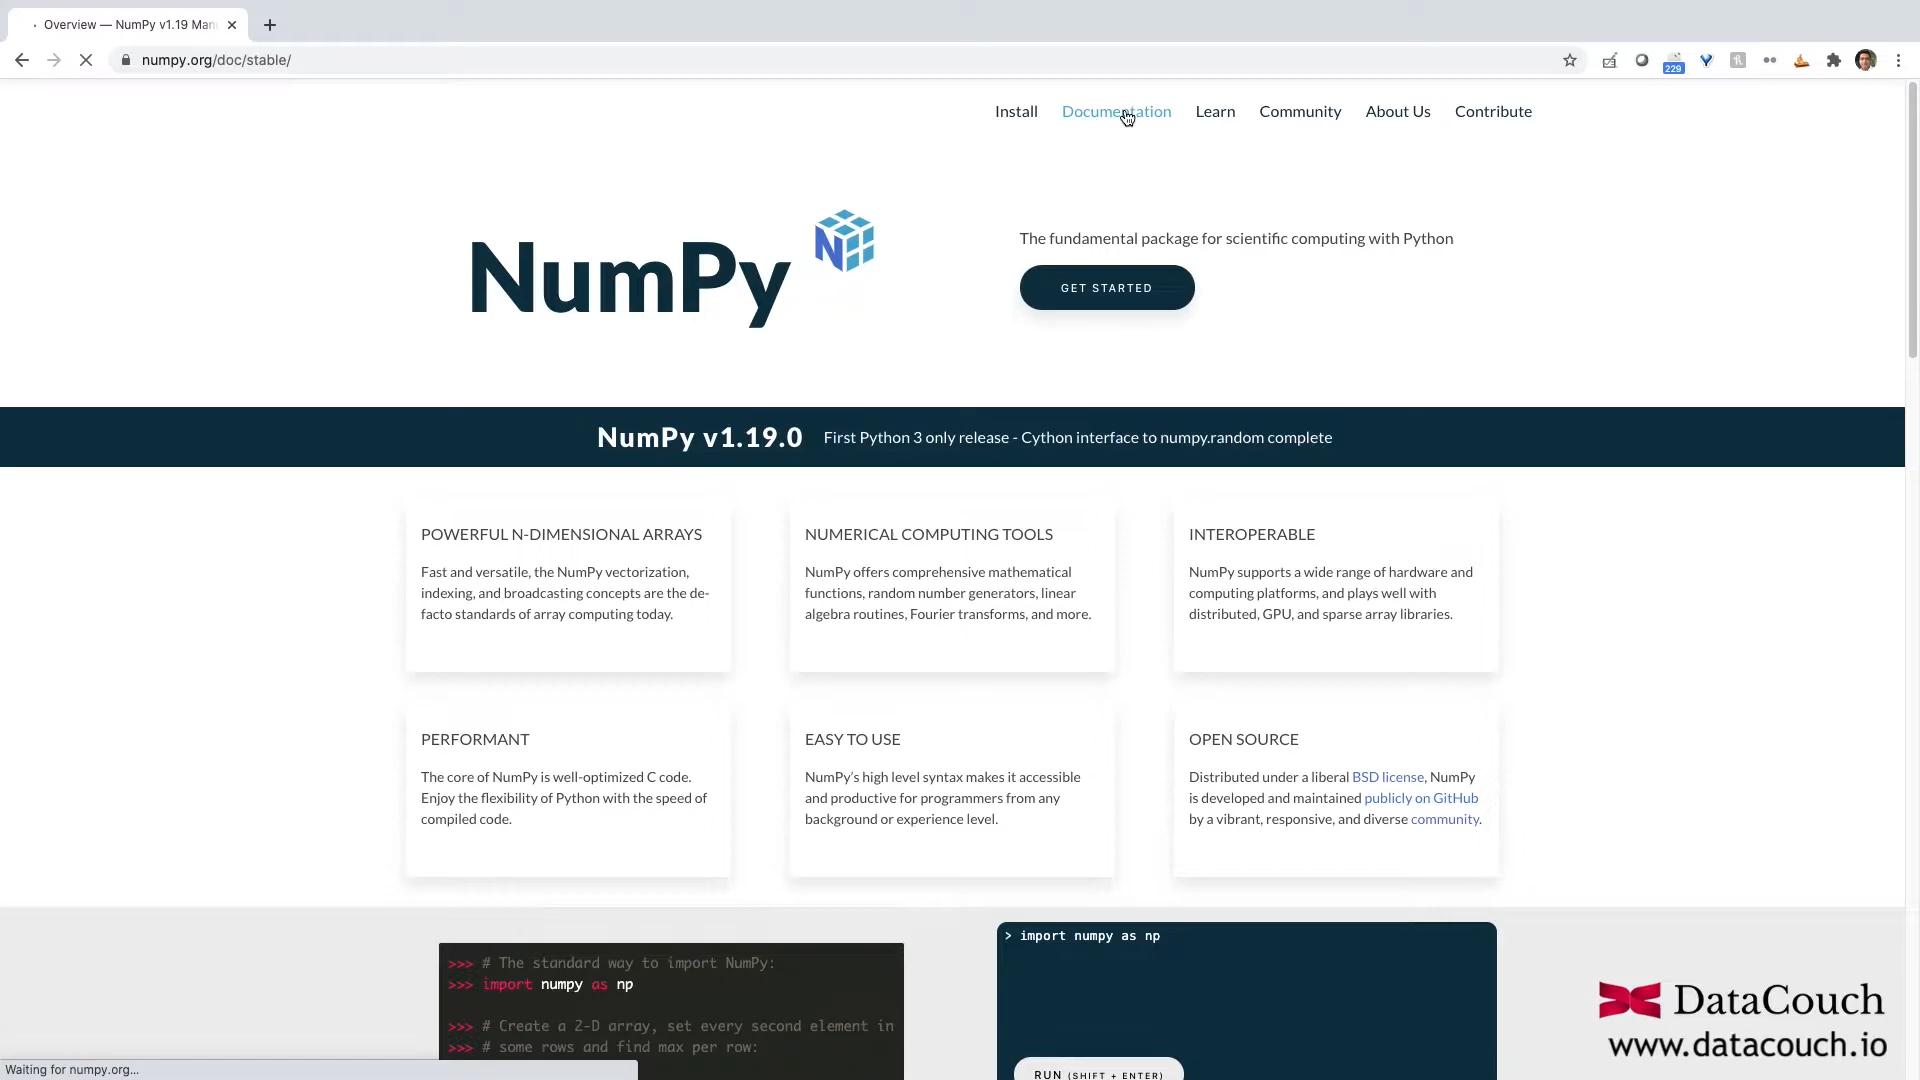 Overview — NumPy v1.19 Man
numpy.org/doc/stable/
229
Install Documentation Learn Community About Us Contribute
NumPy
The fundamental package for scientific computing with Python
GET STARTED
NumPy v1.19.0 First Python 3 only release - Cython interface to numpy.random complete
POWERFUL N-DIMENSIONAL ARRAYS
Fast and versatile, the NumPy vectorization,
indexing, and broadcasting concepts are the de-
facto standards of array computing today.
NUMERICAL COMPUTING TOOLS
NumPy offers comprehensive mathematical
functions, random number generators, linear
algebra routines, Fourier transforms, and more.
INTEROPERABLE
NumPy supports a wide range of hardware and
computing platforms, and plays well with
distributed, GPU, and sparse array libraries.
PERFORMANT
The core of NumPy is well-optimized C code.
Enjoy the flexibility of Python with the speed of
compiled code.
EASY TO USE
NumPy's high level syntax makes it accessible
and productive for programmers from any
background or experience level.
OPEN SOURCE
Distributed under a liberal BSD license, NumPy
is developed and maintained publicly on GitHub
by a vibrant, responsive, and diverse community.
>>> # The standard way to import NumPy:
>>> import numpy as np
>>> # Create a 2-D array, set every second element in
>>> # some rows and find max per row:
> import numpy as np
RUN (SHIFT + ENTER)
DataCouch
www.datacouch.io
Waiting for numpy.org...